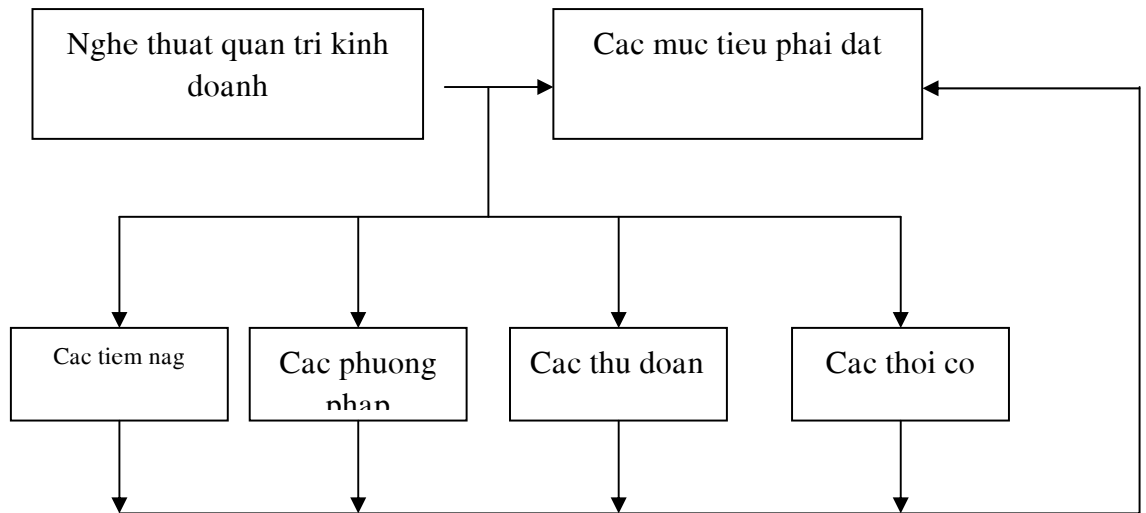 Nghe thuat quan tri kinh
doanh
Cac muc tieu phai dat
Cac tiem nag
Cac phuong
phap
Cac thu doan
Cac thoi co